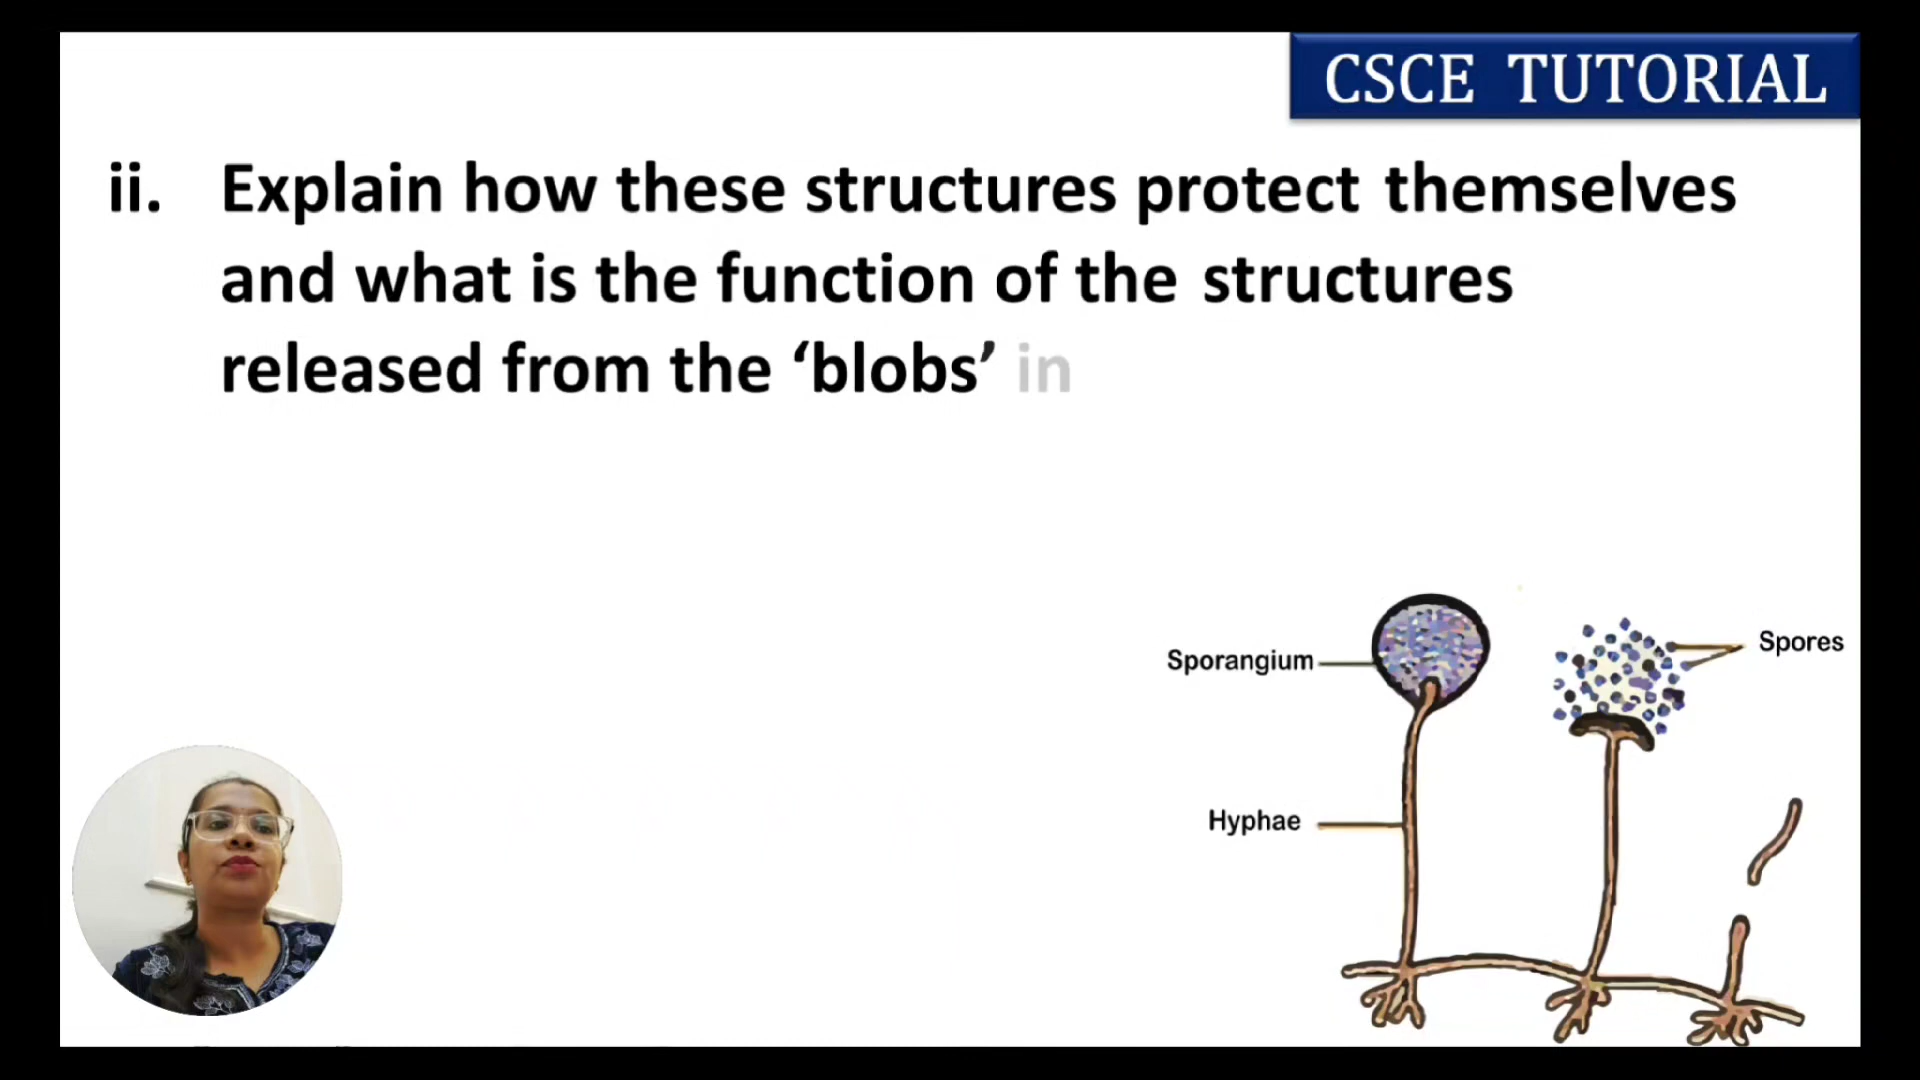 CSCE TUTORIAL
ii. Explain how these structures protect themselves
and what is the function of the structures
released from the ‘blobs’ in
Sporangium
Spores
Hyphae